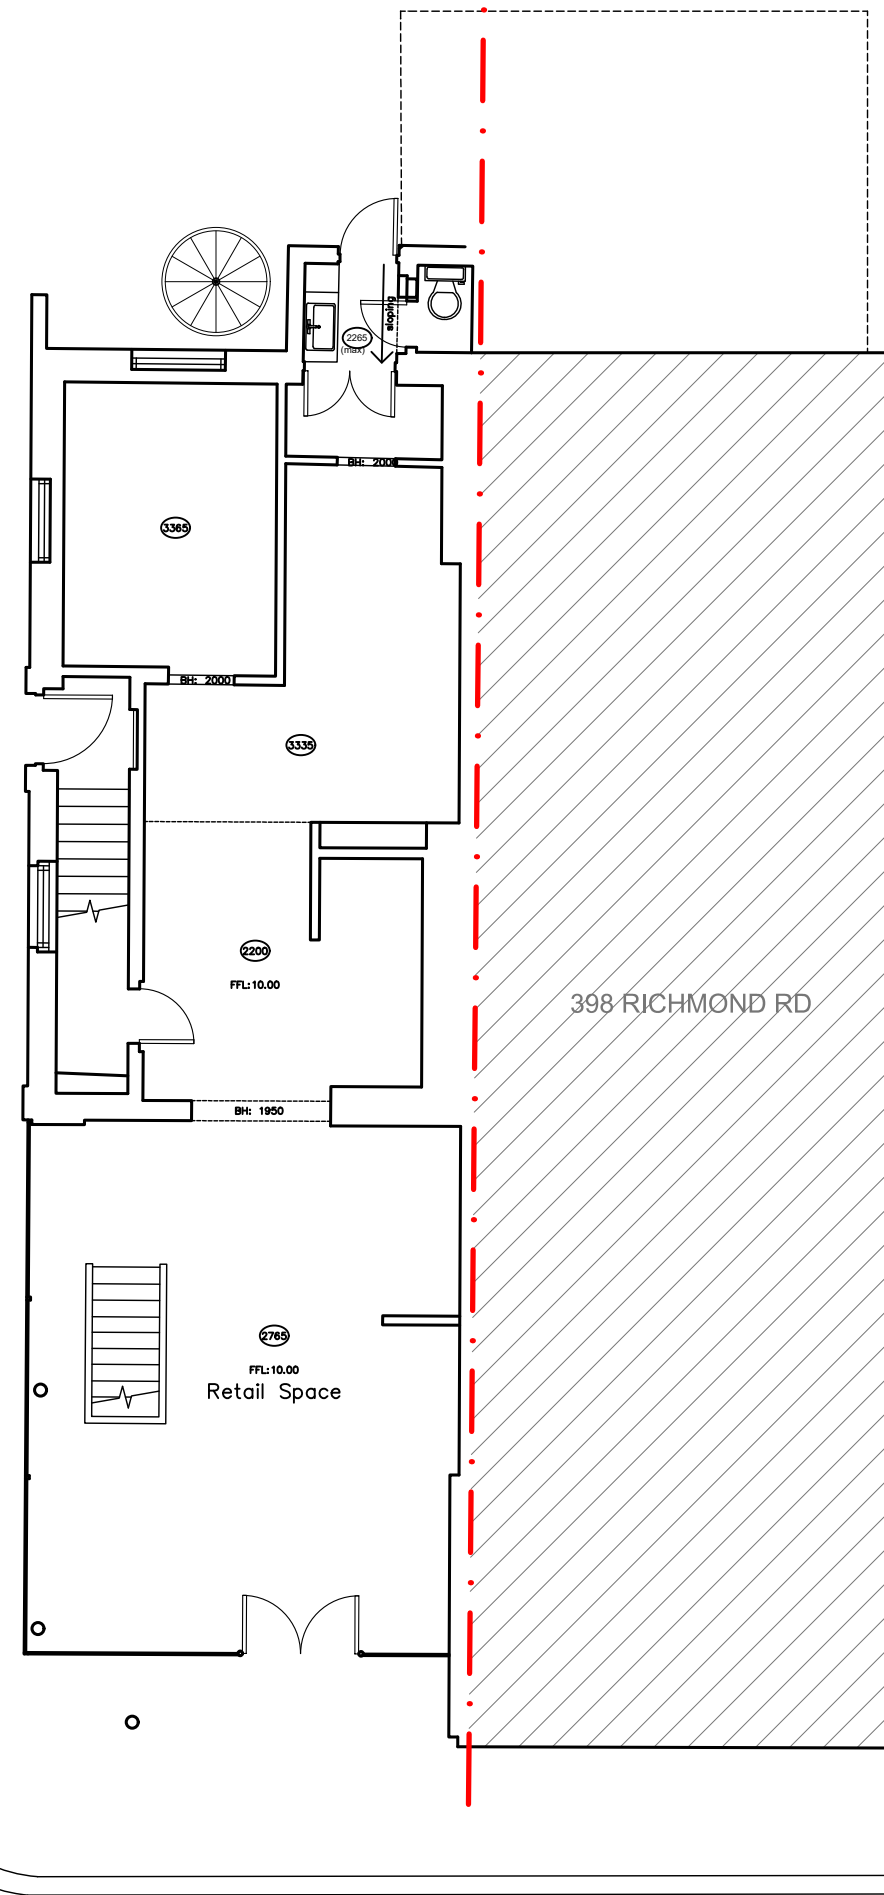 sloping
2265
(max)
BH: 2000
3365
BH: 2000
3335
2200
FFL:10.00
398 RICHMOND RD
BH: 1950
2765
FFL:10.00
Retail Space